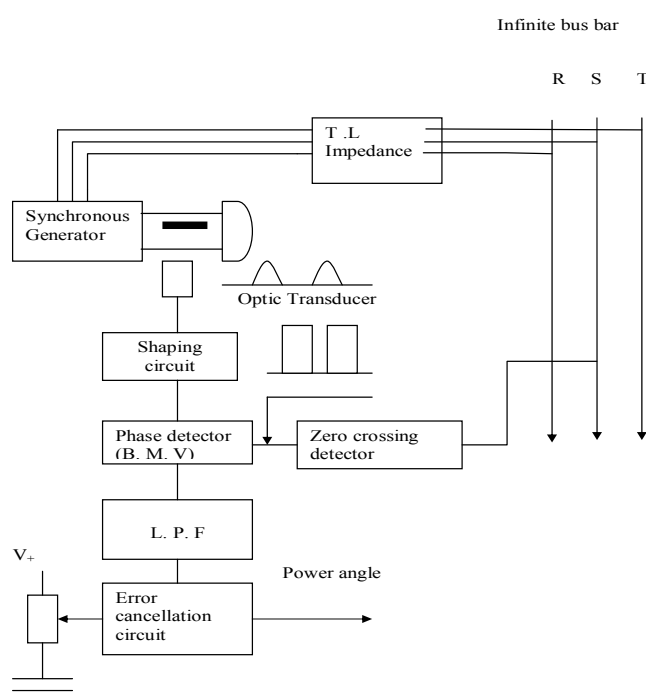 Infinite bus bar
R S T
T .L
Impedance
Synchronous
Generator
Optic Transducer
Shaping
circuit
Phase detector
(B. M. V)
Zero crossing
detector
L. P. F
V+
Power angle
Error
cancellation
circuit